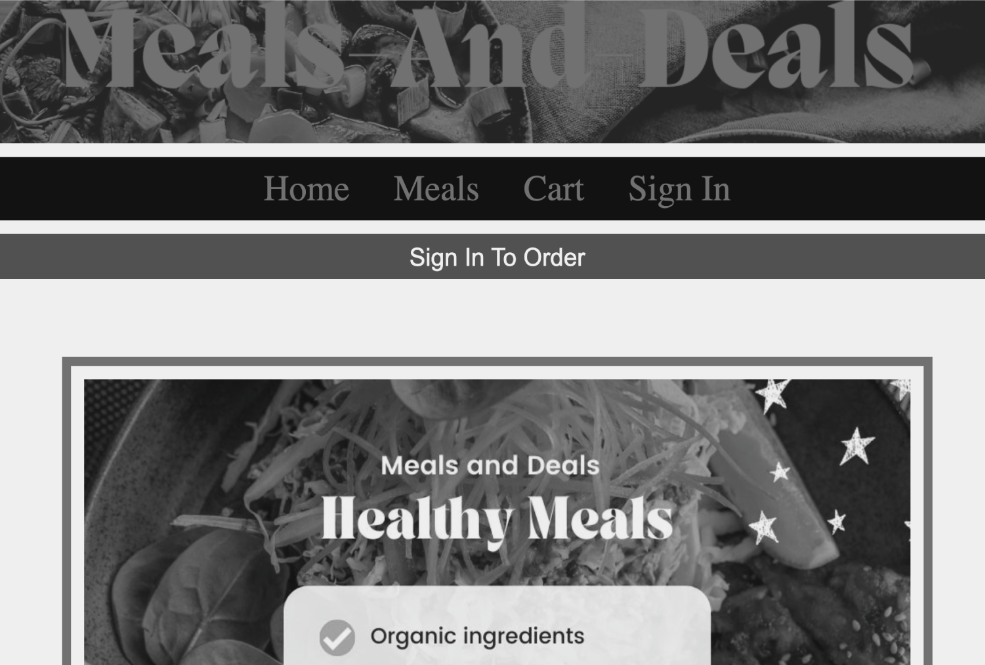 Meals And Deals
Home Meals Cart Sign In
Sign In To Order
Meals and Deals
Healthy Meals
Organic ingredients